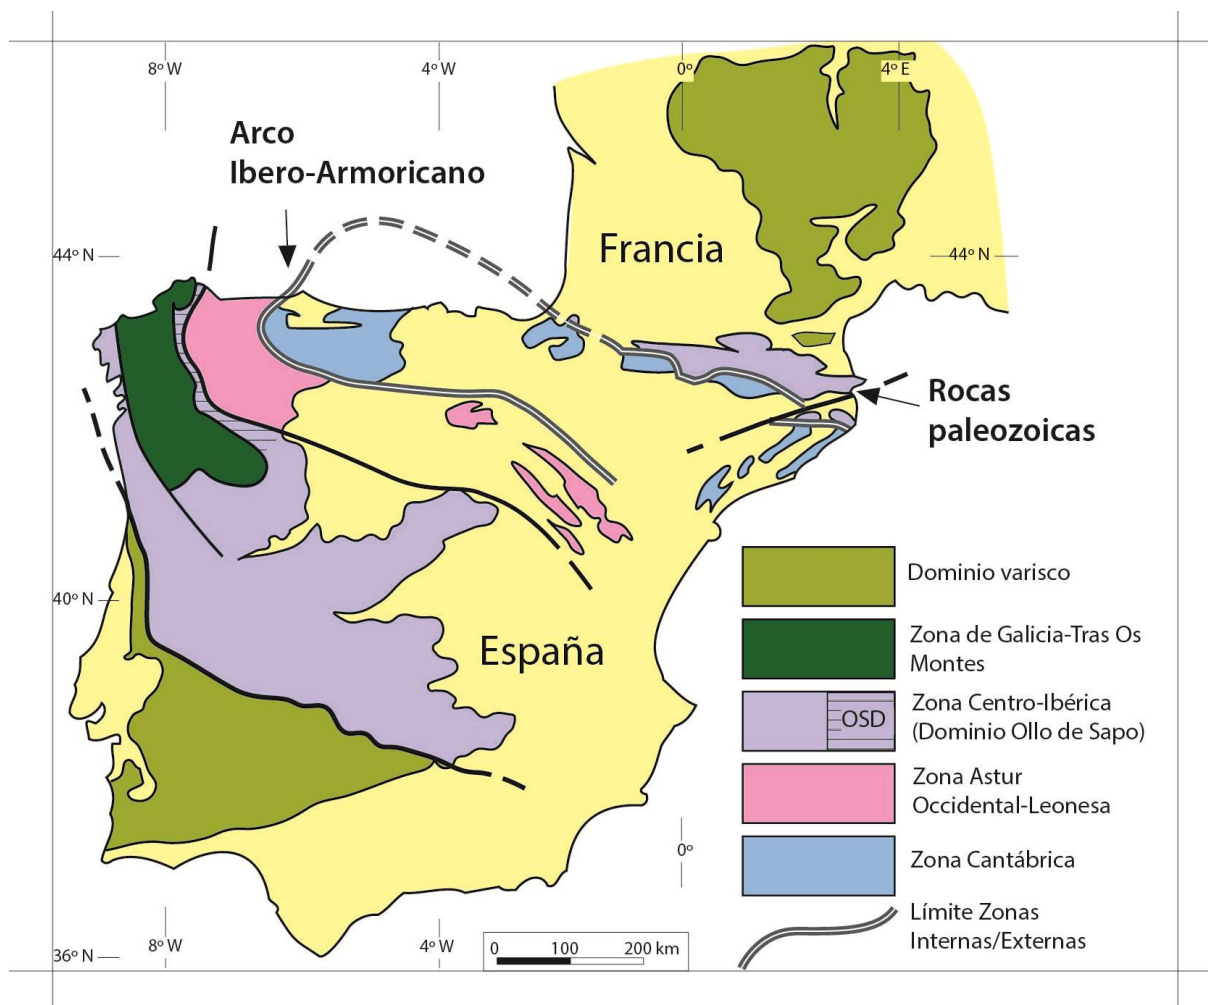 8º W
4º W
0º
4º E
Arco
Ibero-Armoricano
44º N
Francia
44º N
Rocas
paleozoicas
40º N
España
Dominio varisco
Zona de Galicia-Tras Os
Montes
OSD
Zona Centro-Ibérica
(Dominio Ollo de Sapo)
Zona Astur
Occidental-Leonesa
0º
Zona Cantábrica
Límite Zonas
Internas/Externas
36º N
8º W
4º W
0 100 200 km